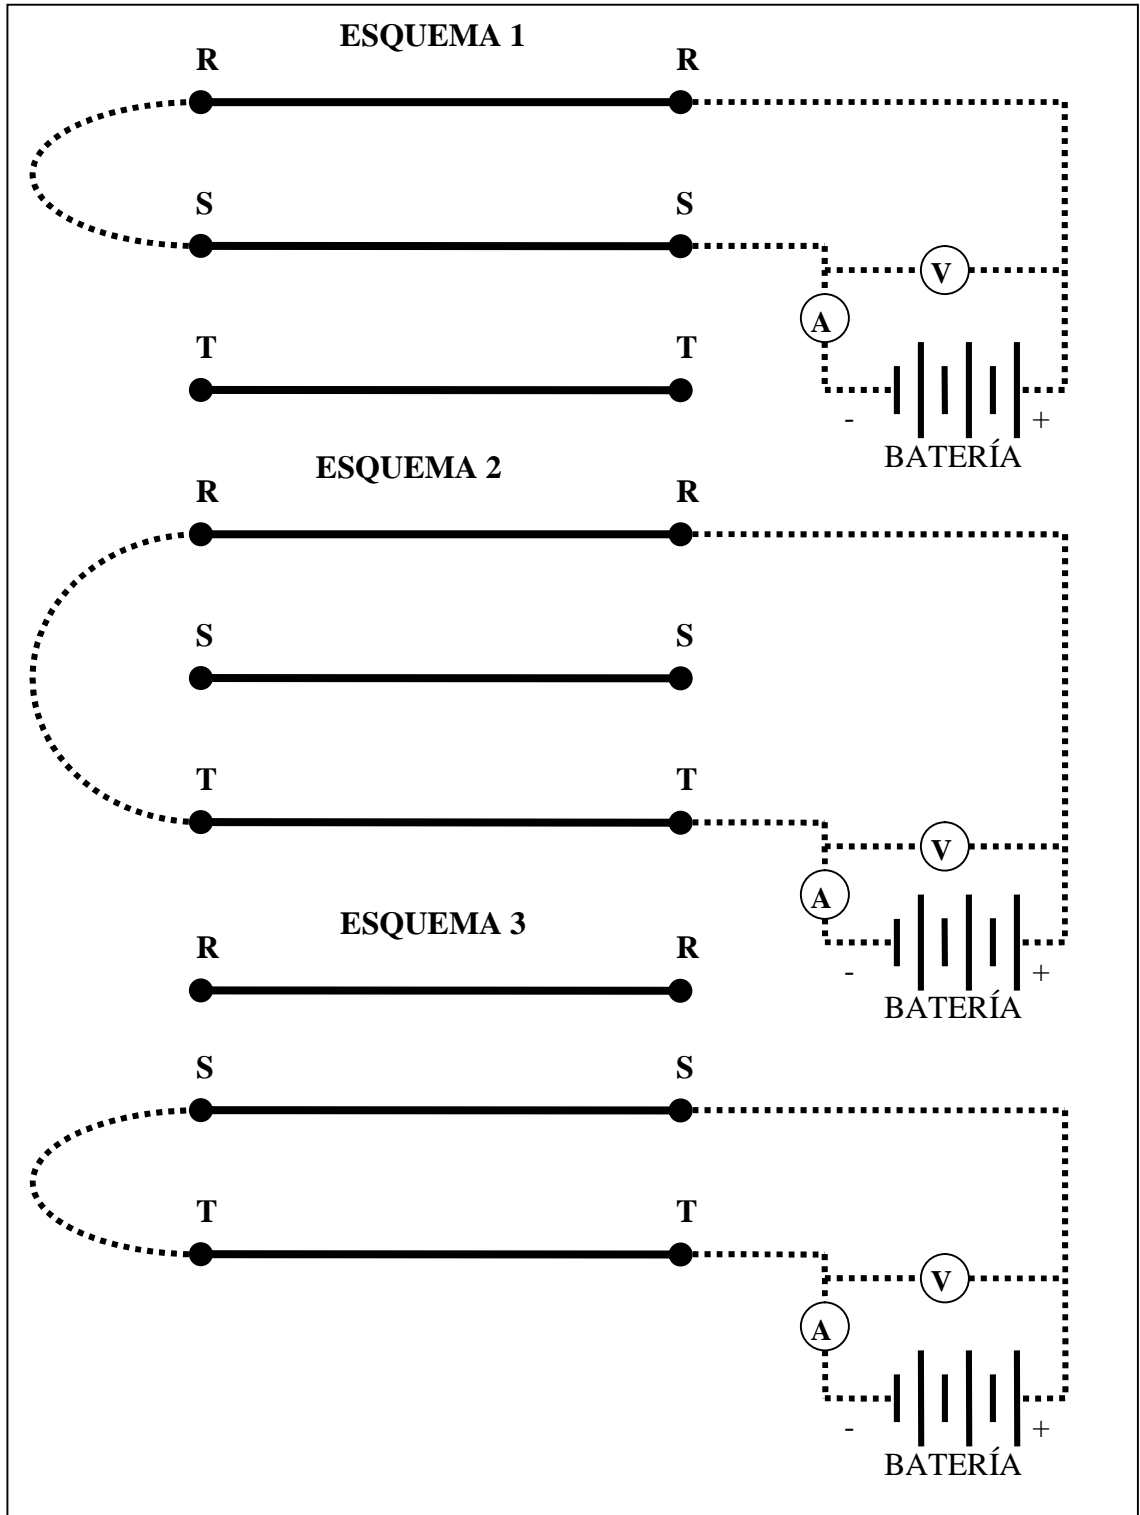 ESQUEMA 1
R R
S S
V
A
T T
- +
BATERÍA
ESQUEMA 2
R R
S S
T T
V
A
ESQUEMA 3
R R
- +
BATERÍA
S S
T T
V
A
- +
BATERÍA